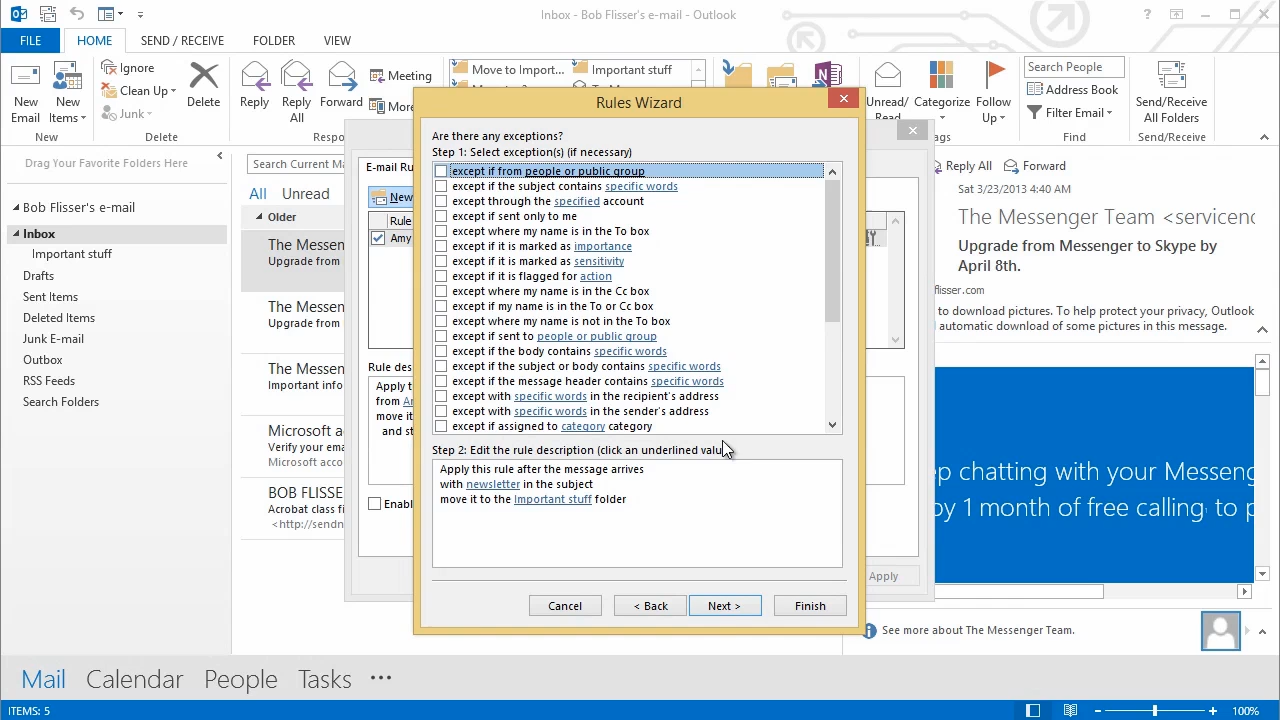 Inbox - Bob Flisser's e-mail - Outlook
?
FILE
HOME
SEND / RECEIVE
FOLDER
VIEW
New
Email
New
Items
New
Ignore
Clean Up
Junk
Delete
Delete
Reply
Reply
All
Forward
Meeting
More
Respo
Move to Import...
Important stuff
Unread/
Read
Categorize
Follow
Up
ags
Search People
Address Book
Filter Email
Find
Send/Receive
All Folders
Send/Receive
Drag Your Favorite Folders Here
Bob Flisser's e-mail
Inbox
Important stuff
Drafts
Sent Items
Deleted Items
Junk E-mail
Outbox
RSS Feeds
Search Folders
Search Current M
All
Unread
Older
The Messen
Upgrade from
The Messen
Upgrade from
The Messen
Important info
Microsoft a
Verify your ema
Microsoft acco
BOB FLISSE
Acrobat class fi
<http://sendn
E-mail Ru
New
Rule
Amy
Rule des
Apply t
from Ar
move it
and st
Enabl
Apply
Rules Wizard
Are there any exceptions?
Step 1: Select exception(s) (if necessary)
except if from people or public group
except if the subject contains specific words
except through the specified account
except if sent only to me
except where my name is in the To box
except if it is marked as importance
except if it is marked as sensitivity
except if it is flagged for action
except where my name is in the Cc box
except if my name is in the To or Cc box
except where my name is not in the To box
except if sent to people or public group
except if the body contains specific words
except if the subject or body contains specific words
except if the message header contains specific words
except with specific words in the recipient's address
except with specific words in the sender's address
except if assigned to category category
Step 2: Edit the rule description (click an underlined valu
Apply this rule after the message arrives
with newsletter in the subject
move it to the Important stuff folder
Cancel
< Back
Next >
Finish
Reply All
Forward
Sat 3/23/2013 4:40 AM
The Messenger Team <servicenc
Upgrade from Messenger to Skype by
April 8th.
flisser.com
to download pictures. To help protect your privacy, Outlook
automatic download of some pictures in this message.
ep chatting with your Messeng
by 1 month of free calling to p
See more about The Messenger Team.
Mail
Calendar
People
Tasks
•••
ITEMS: 5
100%